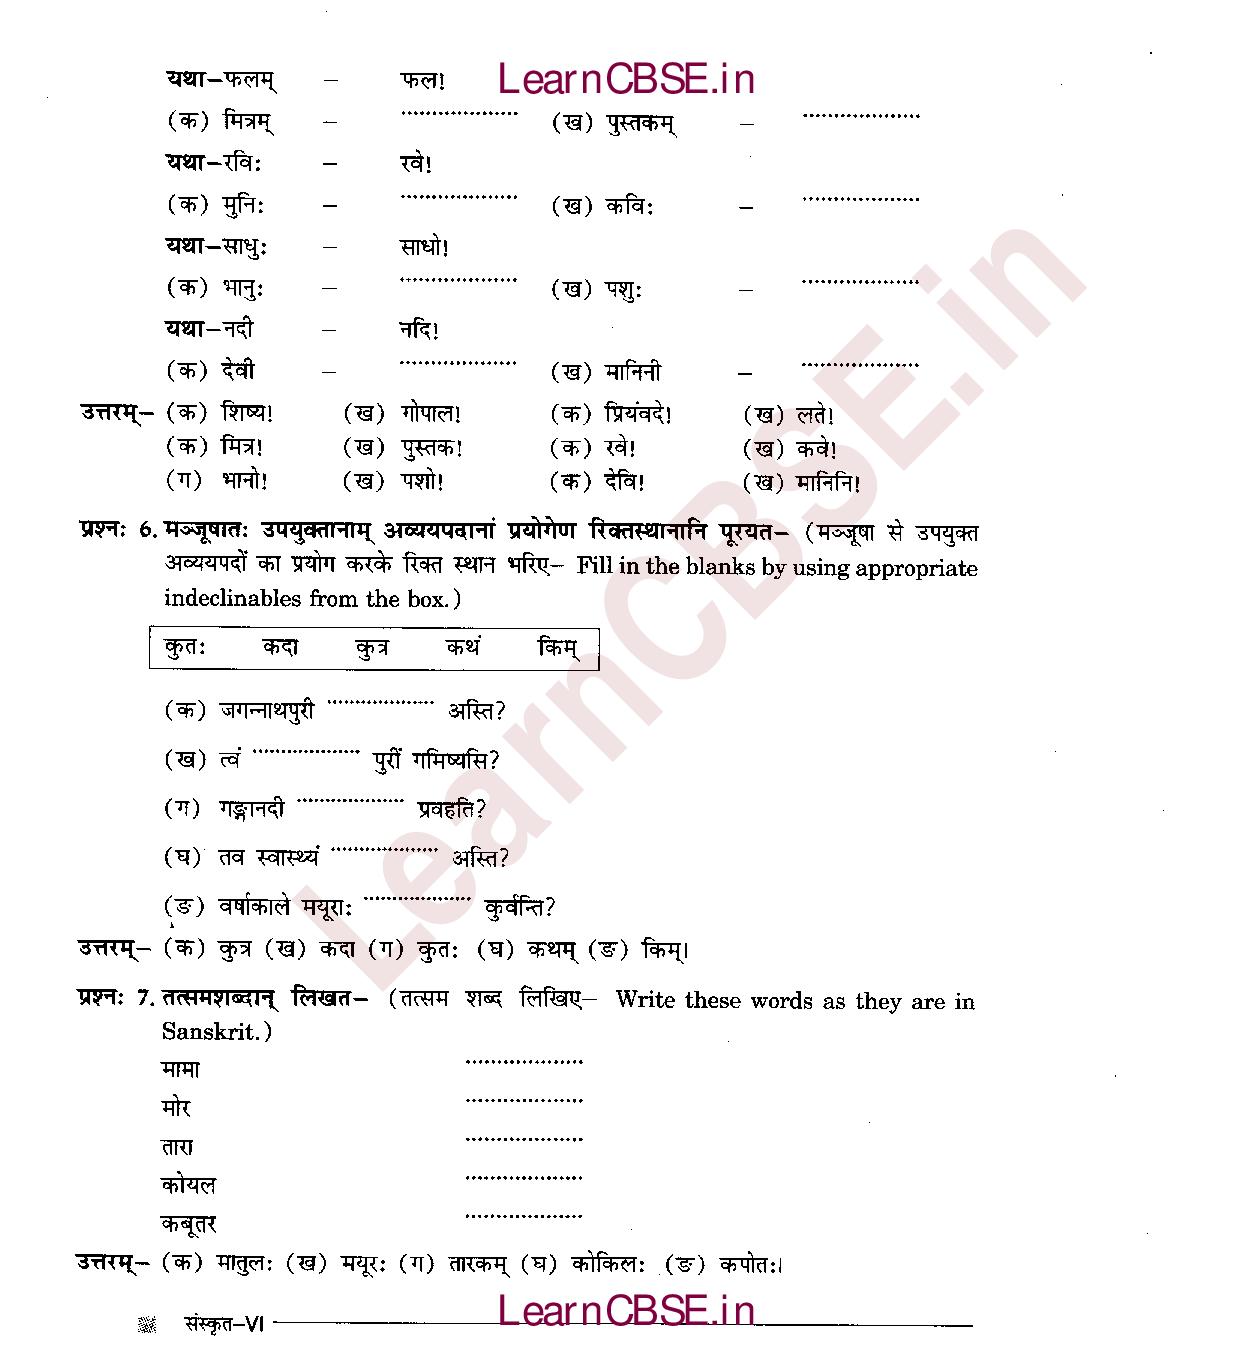 LearnCBSE.in
यथा–फलम् – फल!
(क) मित्रम् – .................. (ख) पुस्तकम् – ..................
यथा–रविः – रवे!
(क) मुनिः – .................. (ख) कविः – ..................
यथा–साधुः – साधो!
(क) भानुः – .................. (ख) पशुः – ..................
यथा–नदी – नदि!
(क) देवी – .................. (ख) मानिनी – ..................
उत्तरम्– (क) शिष्य! (ख) गोपाल! (क) प्रियंवदे! (ख) लते!
(क) मित्र! (ख) पुस्तक! (क) रवे! (ख) कवे!
(ग) भानो! (ख) पशो! (क) देवि! (ख) मानिनि!
प्रश्नः 6. मञ्जूषातः उपयुक्तानाम् अव्ययपदानां प्रयोगेण रिक्तस्थानानि पूरयत– (मञ्जूषा से उपयुक्त
अव्ययपदों का प्रयोग करके रिक्त स्थान भरिए– Fill in the blanks by using appropriate
indeclinables from the box.)
कुतः कदा कुत्र कथं किम्
(क) जगन्नाथपुरी .................. अस्ति?
(ख) त्वं .................. पुरीं गमिष्यसि?
(ग) गङ्गानदी .................. प्रवहति?
(घ) तव स्वास्थ्यं .................. अस्ति?
(ङ) वर्षाकाले मयूराः .................. कुर्वन्ति?
उत्तरम्– (क) कुत्र (ख) कदा (ग) कुतः (घ) कथम् (ङ) किम्।
प्रश्नः 7. तत्समशब्दान् लिखत– (तत्सम शब्द लिखिए– Write these words as they are in
Sanskrit.)
मामा ..................
मोर ..................
तारा ..................
कोयल ..................
कबूतर ..................
उत्तरम्– (क) मातुलः (ख) मयूरः (ग) तारकम् (घ) कोकिलः (ङ) कपोतः।
संस्कृत–VI
LearnCBSE.in
LearnCBSE.in